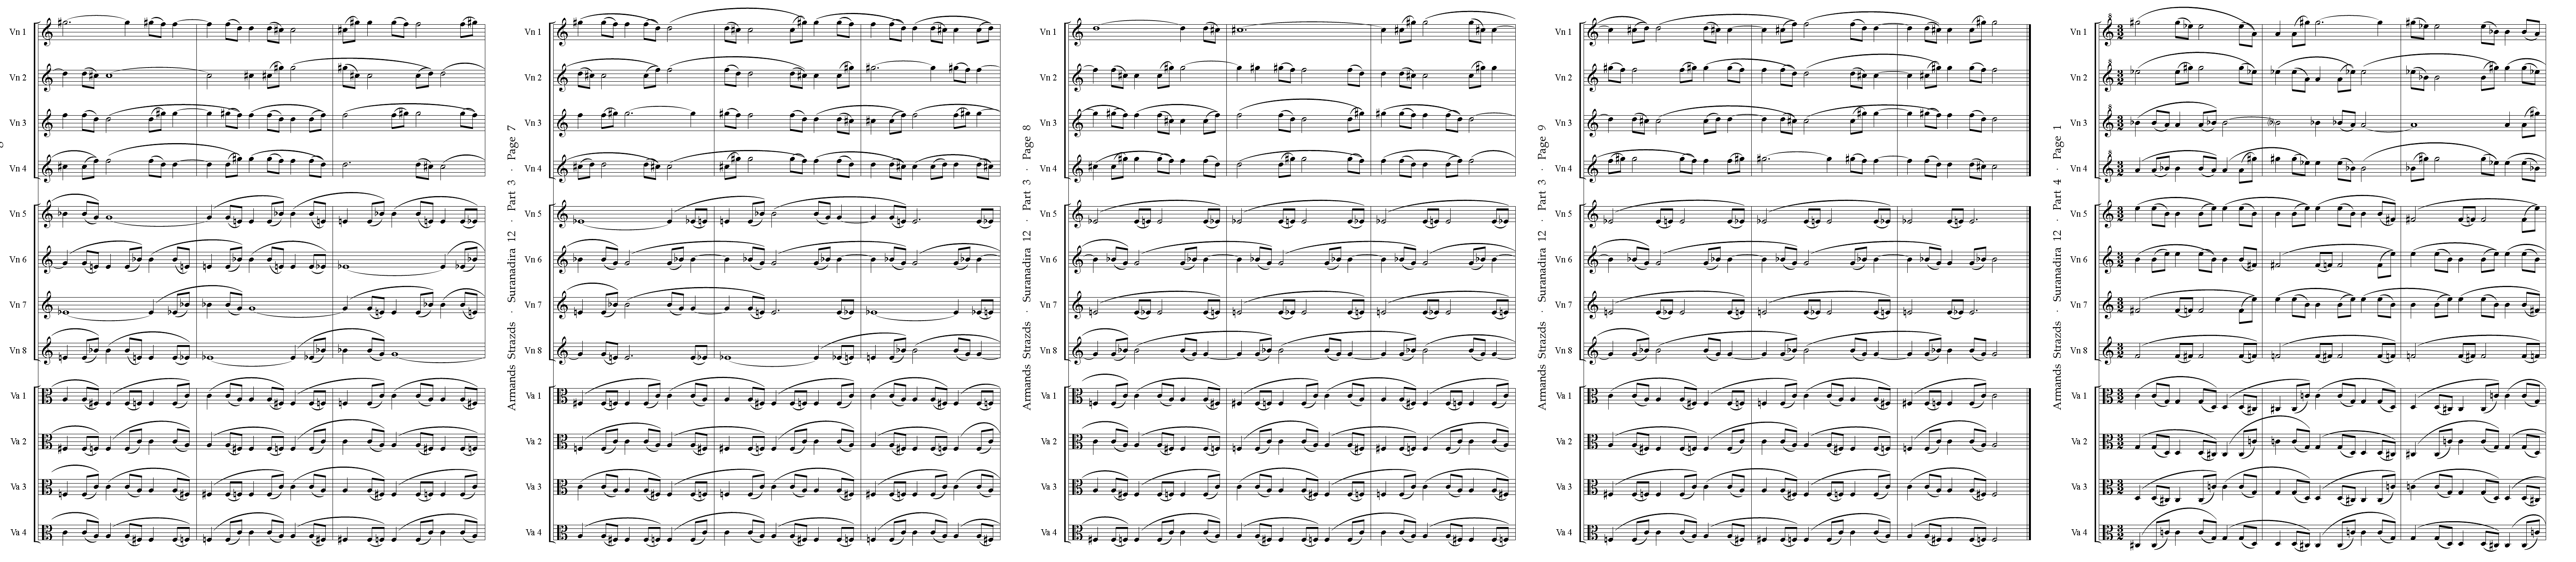 Vn 1
Vn 2
Vn 3
Vn 4
Vn 5
Vn 6
Vn 7
Vn 8
Va 1
Va 2
Va 3
Va 4
Armands Strazds · Suranadira 12 · Part 3 · Page 7
Vn 1
Vn 2
Vn 3
Vn 4
Vn 5
Vn 6
Vn 7
Vn 8
Va 1
Va 2
Va 3
Va 4
Armands Strazds · Suranadira 12 · Part 3 · Page 8
Vn 1
Vn 2
Vn 3
Vn 4
Vn 5
Vn 6
Vn 7
Vn 8
Va 1
Va 2
Va 3
Va 4
Armands Strazds · Suranadira 12 · Part 3 · Page 9
Vn 1
Vn 2
Vn 3
Vn 4
Vn 5
Vn 6
Vn 7
Vn 8
Va 1
Va 2
Va 3
Va 4
Armands Strazds · Suranadira 12 · Part 4 · Page 1
Vn 1
Vn 2
Vn 3
Vn 4
Vn 5
Vn 6
Vn 7
Vn 8
Va 1
Va 2
Va 3
Va 4